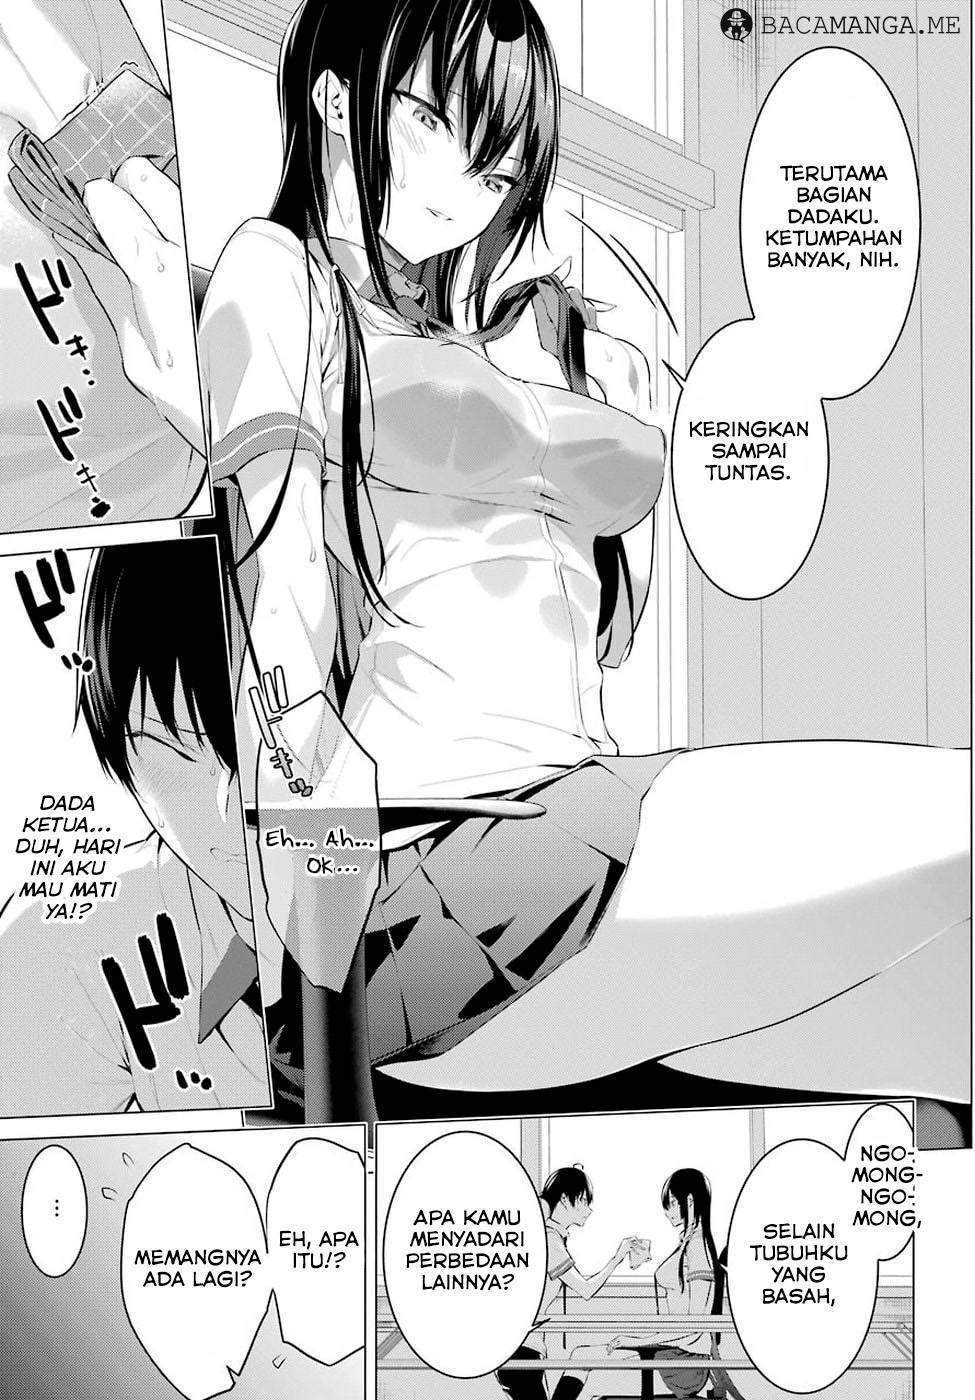 BACAMANGA.ME
TERUTAMA
BAGIAN
DADAKU.
KETUMPAHAN
BANYAK, NIH.
KERINGKAN
SAMPAI
TUNTAS.
ドキ…
ドキ
ドキッ
Eh... Ah...
OK...
DADA
KETUA...
DUH, HARI
INI AKU
MAU MATI
YA!?
NGO-
MONG-
NGO-
MONG,
SELAIN
TUBUHKU
YANG
BASAH,
APA KAMU
MENYADARI
PERBEDAAN
LAINNYA?
EH, APA
ITU!?
MEMANGNYA
ADA LAGI?
…